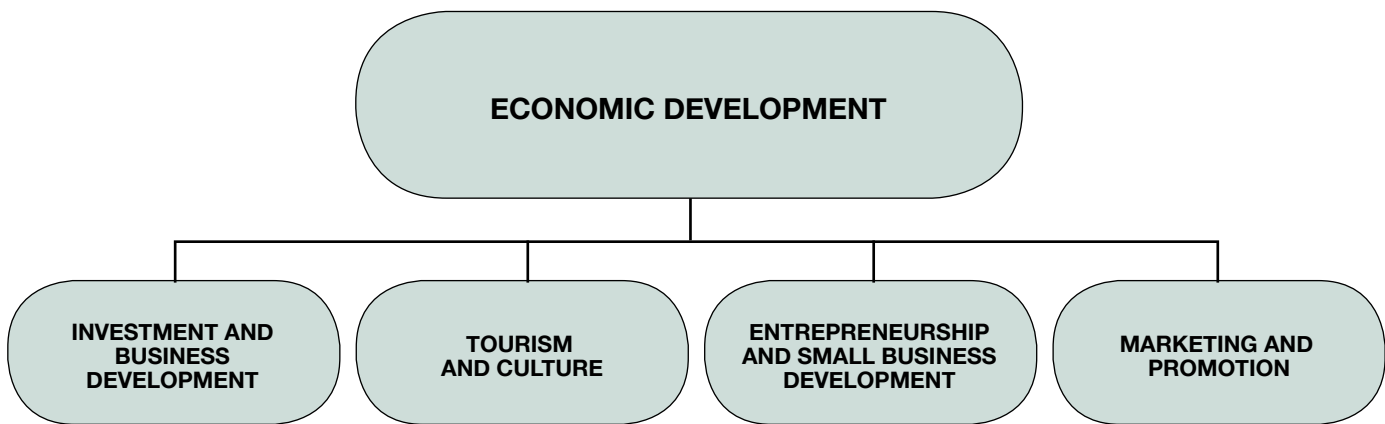 ECONOMIC DEVELOPMENT
INVESTMENT AND
BUSINESS
DEVELOPMENT
TOURISM
AND CULTURE
ENTREPRENEURSHIP
AND SMALL BUSINESS
DEVELOPMENT
MARKETING AND
PROMOTION